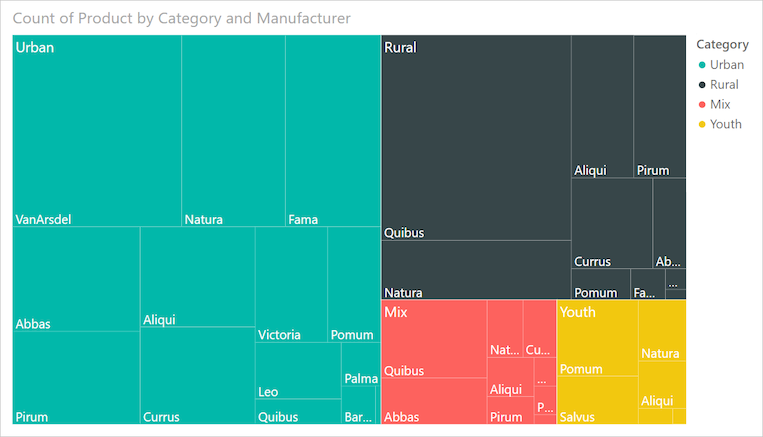 Count of Product by Category and Manufacturer
Urban
VanArsdel
Natura
Fama
Abbas
Aliqui
Victoria
Pomum
Pirum
Currus
Leo
Quibus
Palma
Bar...
Rural
Quibus
Natura
Aliqui
Pirum
Currus
Ab...
Pomum
Fa...
...
Mix
Quibus
Abbas
Nat...
Cu...
Aliqui
...
Pirum
P...
Youth
Pomum
Salvus
Natura
Aliqui
Category
Urban
Rural
Mix
Youth